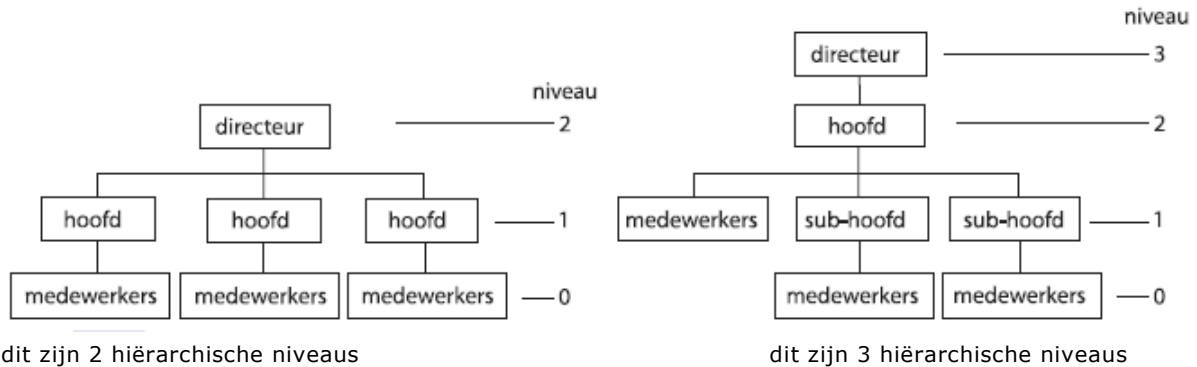 niveau
directeur 2
hoofd hoofd hoofd 1
medewerkers medewerkers medewerkers 0
dit zijn 2 hiërarchische niveaus
niveau
directeur 3
hoofd 2
medewerkers sub-hoofd sub-hoofd 1
medewerkers medewerkers 0
dit zijn 3 hiërarchische niveaus